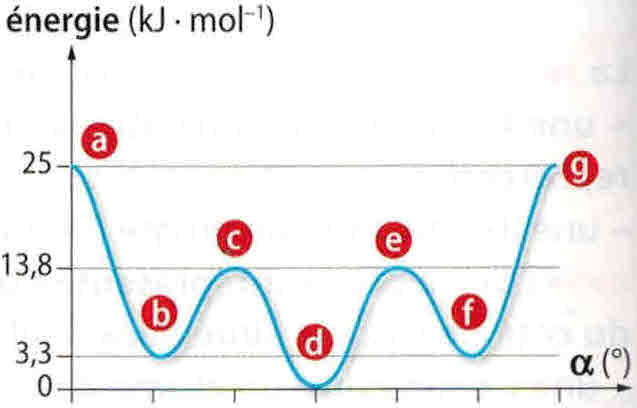 énergie (kJ · mol⁻¹)
a
25
g
c
e
13,8
b
f
d
3,3
α (°)
0